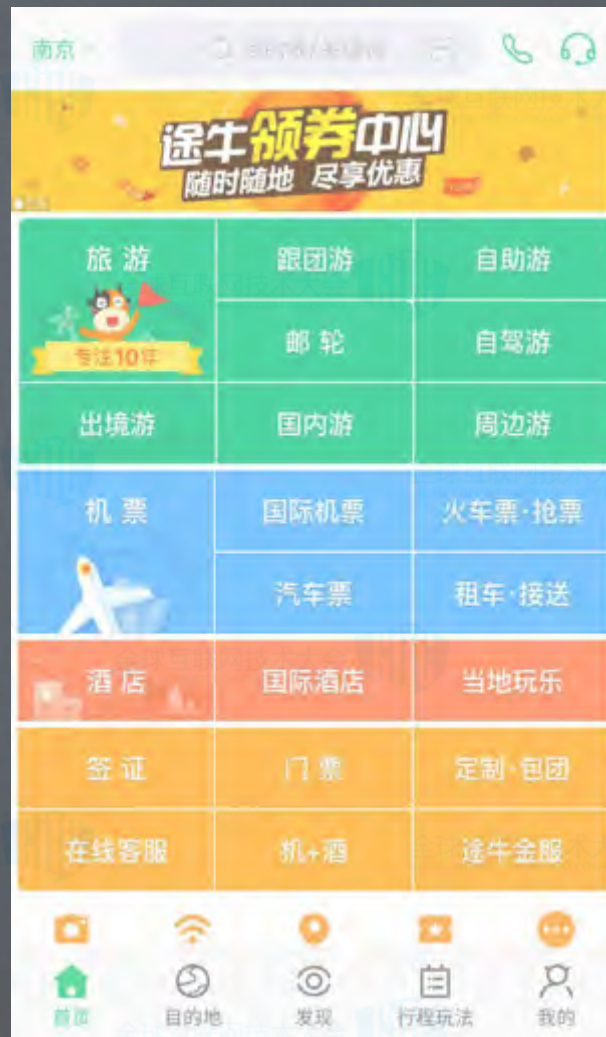 南京
途牛领券中心
随时随地 尽享优惠
旅游
跟团游
自助游
专注10年
邮轮
自驾游
出境游
国内游
周边游
机票
国际机票
火车票·抢票
汽车票
租车·接送
酒店
国际酒店
当地玩乐
签证
门票
定制·包团
在线客服
机+酒
途牛金服
首页
目的地
发现
行程玩法
我的